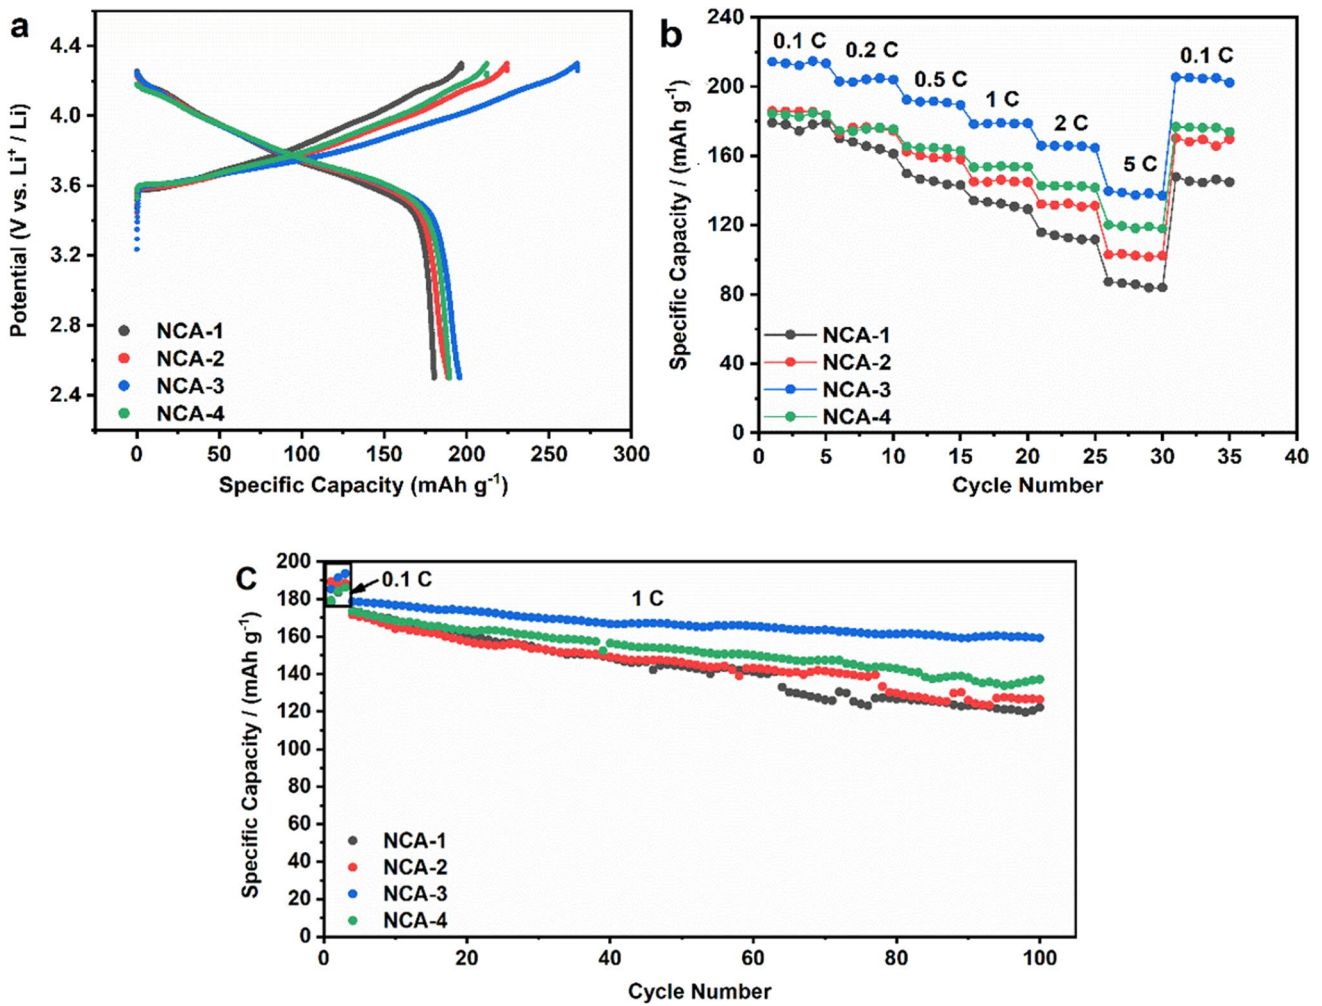 a
4.4
4.0
3.6
3.2
2.8
2.4
Potential (V vs. Li⁺ / Li)
NCA-1
NCA-2
NCA-3
NCA-4
0 50 100 150 200 250 300
Specific Capacity (mAh g⁻¹)
b
240
200
160
120
80
40
0
Specific Capacity / (mAh g⁻¹)
0.1 C
0.2 C
0.5 C
1 C
2 C
5 C
0.1 C
NCA-1
NCA-2
NCA-3
NCA-4
0 5 10 15 20 25 30 35 40
Cycle Number
C
200
180
160
140
120
100
80
60
40
20
0
Specific Capacity / (mAh g⁻¹)
0.1 C
1 C
NCA-1
NCA-2
NCA-3
NCA-4
0 20 40 60 80 100
Cycle Number